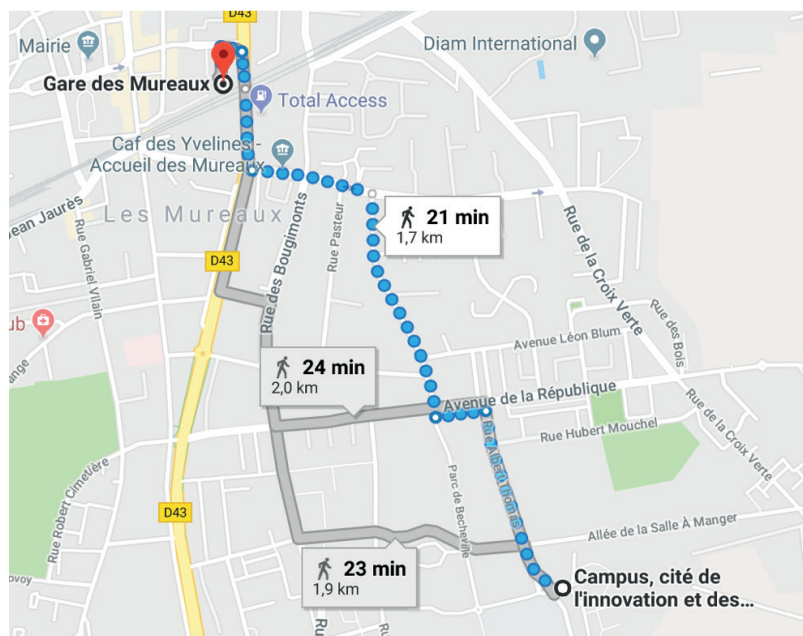 D43
Mairie
Diam International
Gare des Mureaux
Total Access
Caf des Yvelines -
Accueil des Mureaux
Jean Jaurès
Les Mureaux
Rue Gabriel Vilain
Rue des Bougimonts
Rue Pasteur
21 min
1,7 km
Rue de la Croix Verte
D43
ub
Rue des Bois
Avenue Léon Blum
24 min
2,0 km
Avenue de la République
Rue Hubert Mouchel
Rue de la Croix Verte
Rue Albert Thomas
Rue Robert Cimetière
Parc de Becheville
D43
Allée de la Salle À Manger
23 min
1,9 km
Campus, cité de
l'innovation et des...